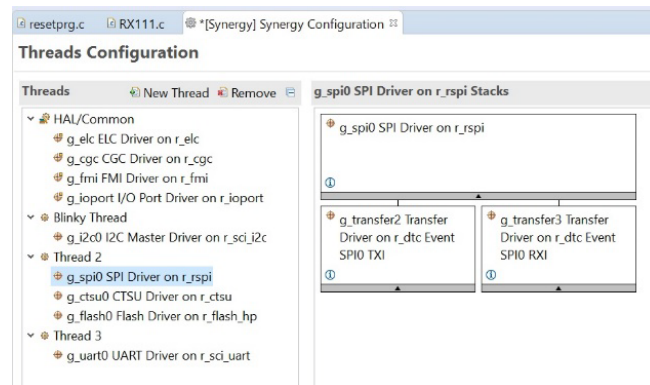 resetprg.c
RX111.c
*[Synergy] Synergy Configuration
Threads Configuration
Threads
New Thread
Remove
HAL/Common
g_elc ELC Driver on r_elc
g_cgc CGC Driver on r_cgc
g_fmi FMI Driver on r_fmi
g_ioport I/O Port Driver on r_ioport
Blinky Thread
g_i2c0 I2C Master Driver on r_sci_i2c
Thread 2
g_spi0 SPI Driver on r_rspi
g_ctsu0 CTSU Driver on r_ctsu
g_flash0 Flash Driver on r_flash_hp
Thread 3
g_uart0 UART Driver on r_sci_uart
g_spi0 SPI Driver on r_rspi Stacks
g_spi0 SPI Driver on r_rspi
g_transfer2 Transfer
Driver on r_dtc Event
SPI0 TXI
g_transfer3 Transfer
Driver on r_dtc Event
SPI0 RXI